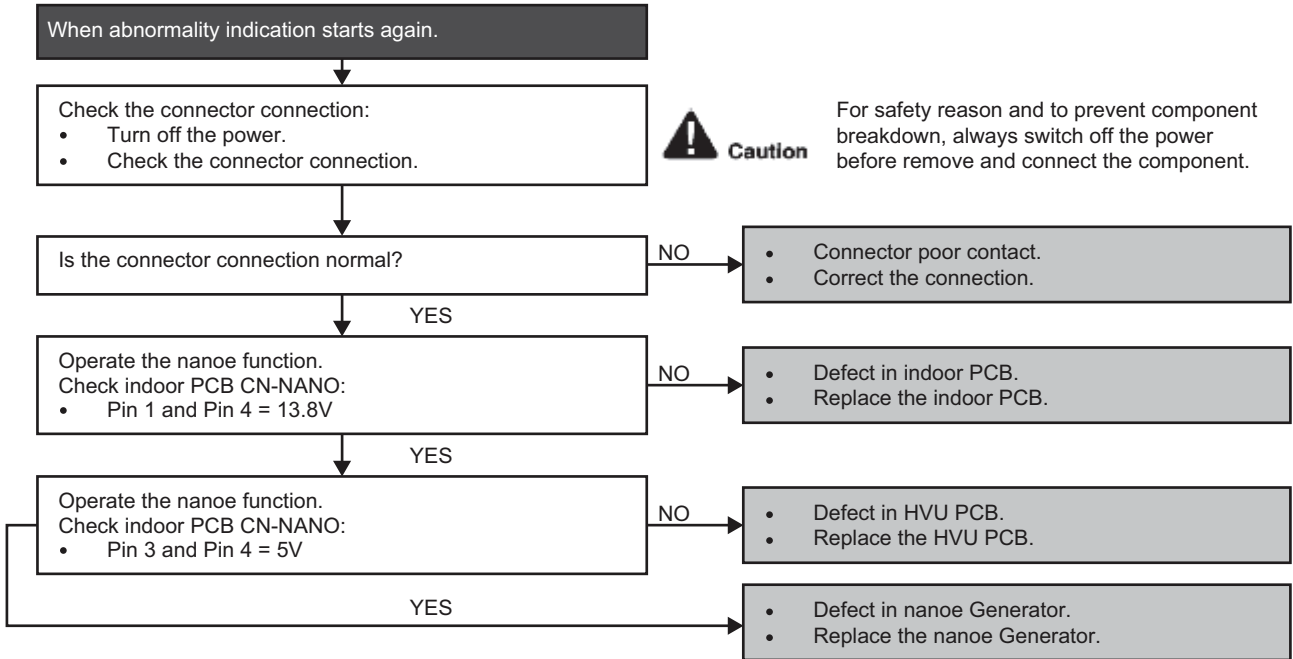 When abnormality indication starts again.
Check the connector connection:
• Turn off the power.
• Check the connector connection.
Caution
For safety reason and to prevent component
breakdown, always switch off the power
before remove and connect the component.
Is the connector connection normal?
NO
• Connector poor contact.
• Correct the connection.
YES
Operate the nanoe function.
Check indoor PCB CN-NANO:
• Pin 1 and Pin 4 = 13.8V
NO
• Defect in indoor PCB.
• Replace the indoor PCB.
YES
Operate the nanoe function.
Check indoor PCB CN-NANO:
• Pin 3 and Pin 4 = 5V
NO
• Defect in HVU PCB.
• Replace the HVU PCB.
YES
• Defect in nanoe Generator.
• Replace the nanoe Generator.